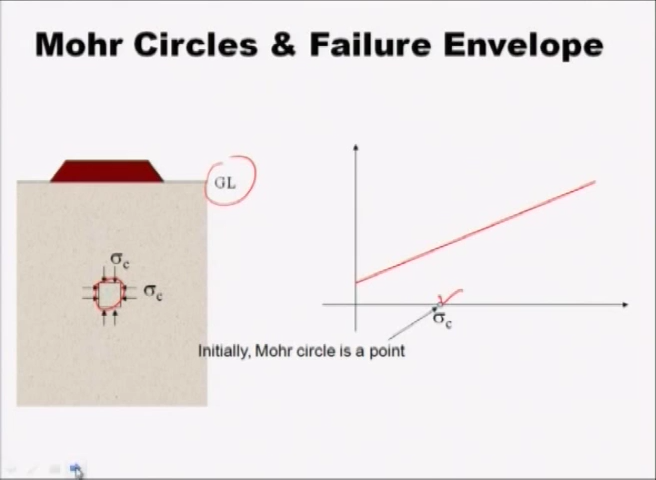 Mohr Circles & Failure Envelope
GL
σc
σc
σc
Initially, Mohr circle is a point